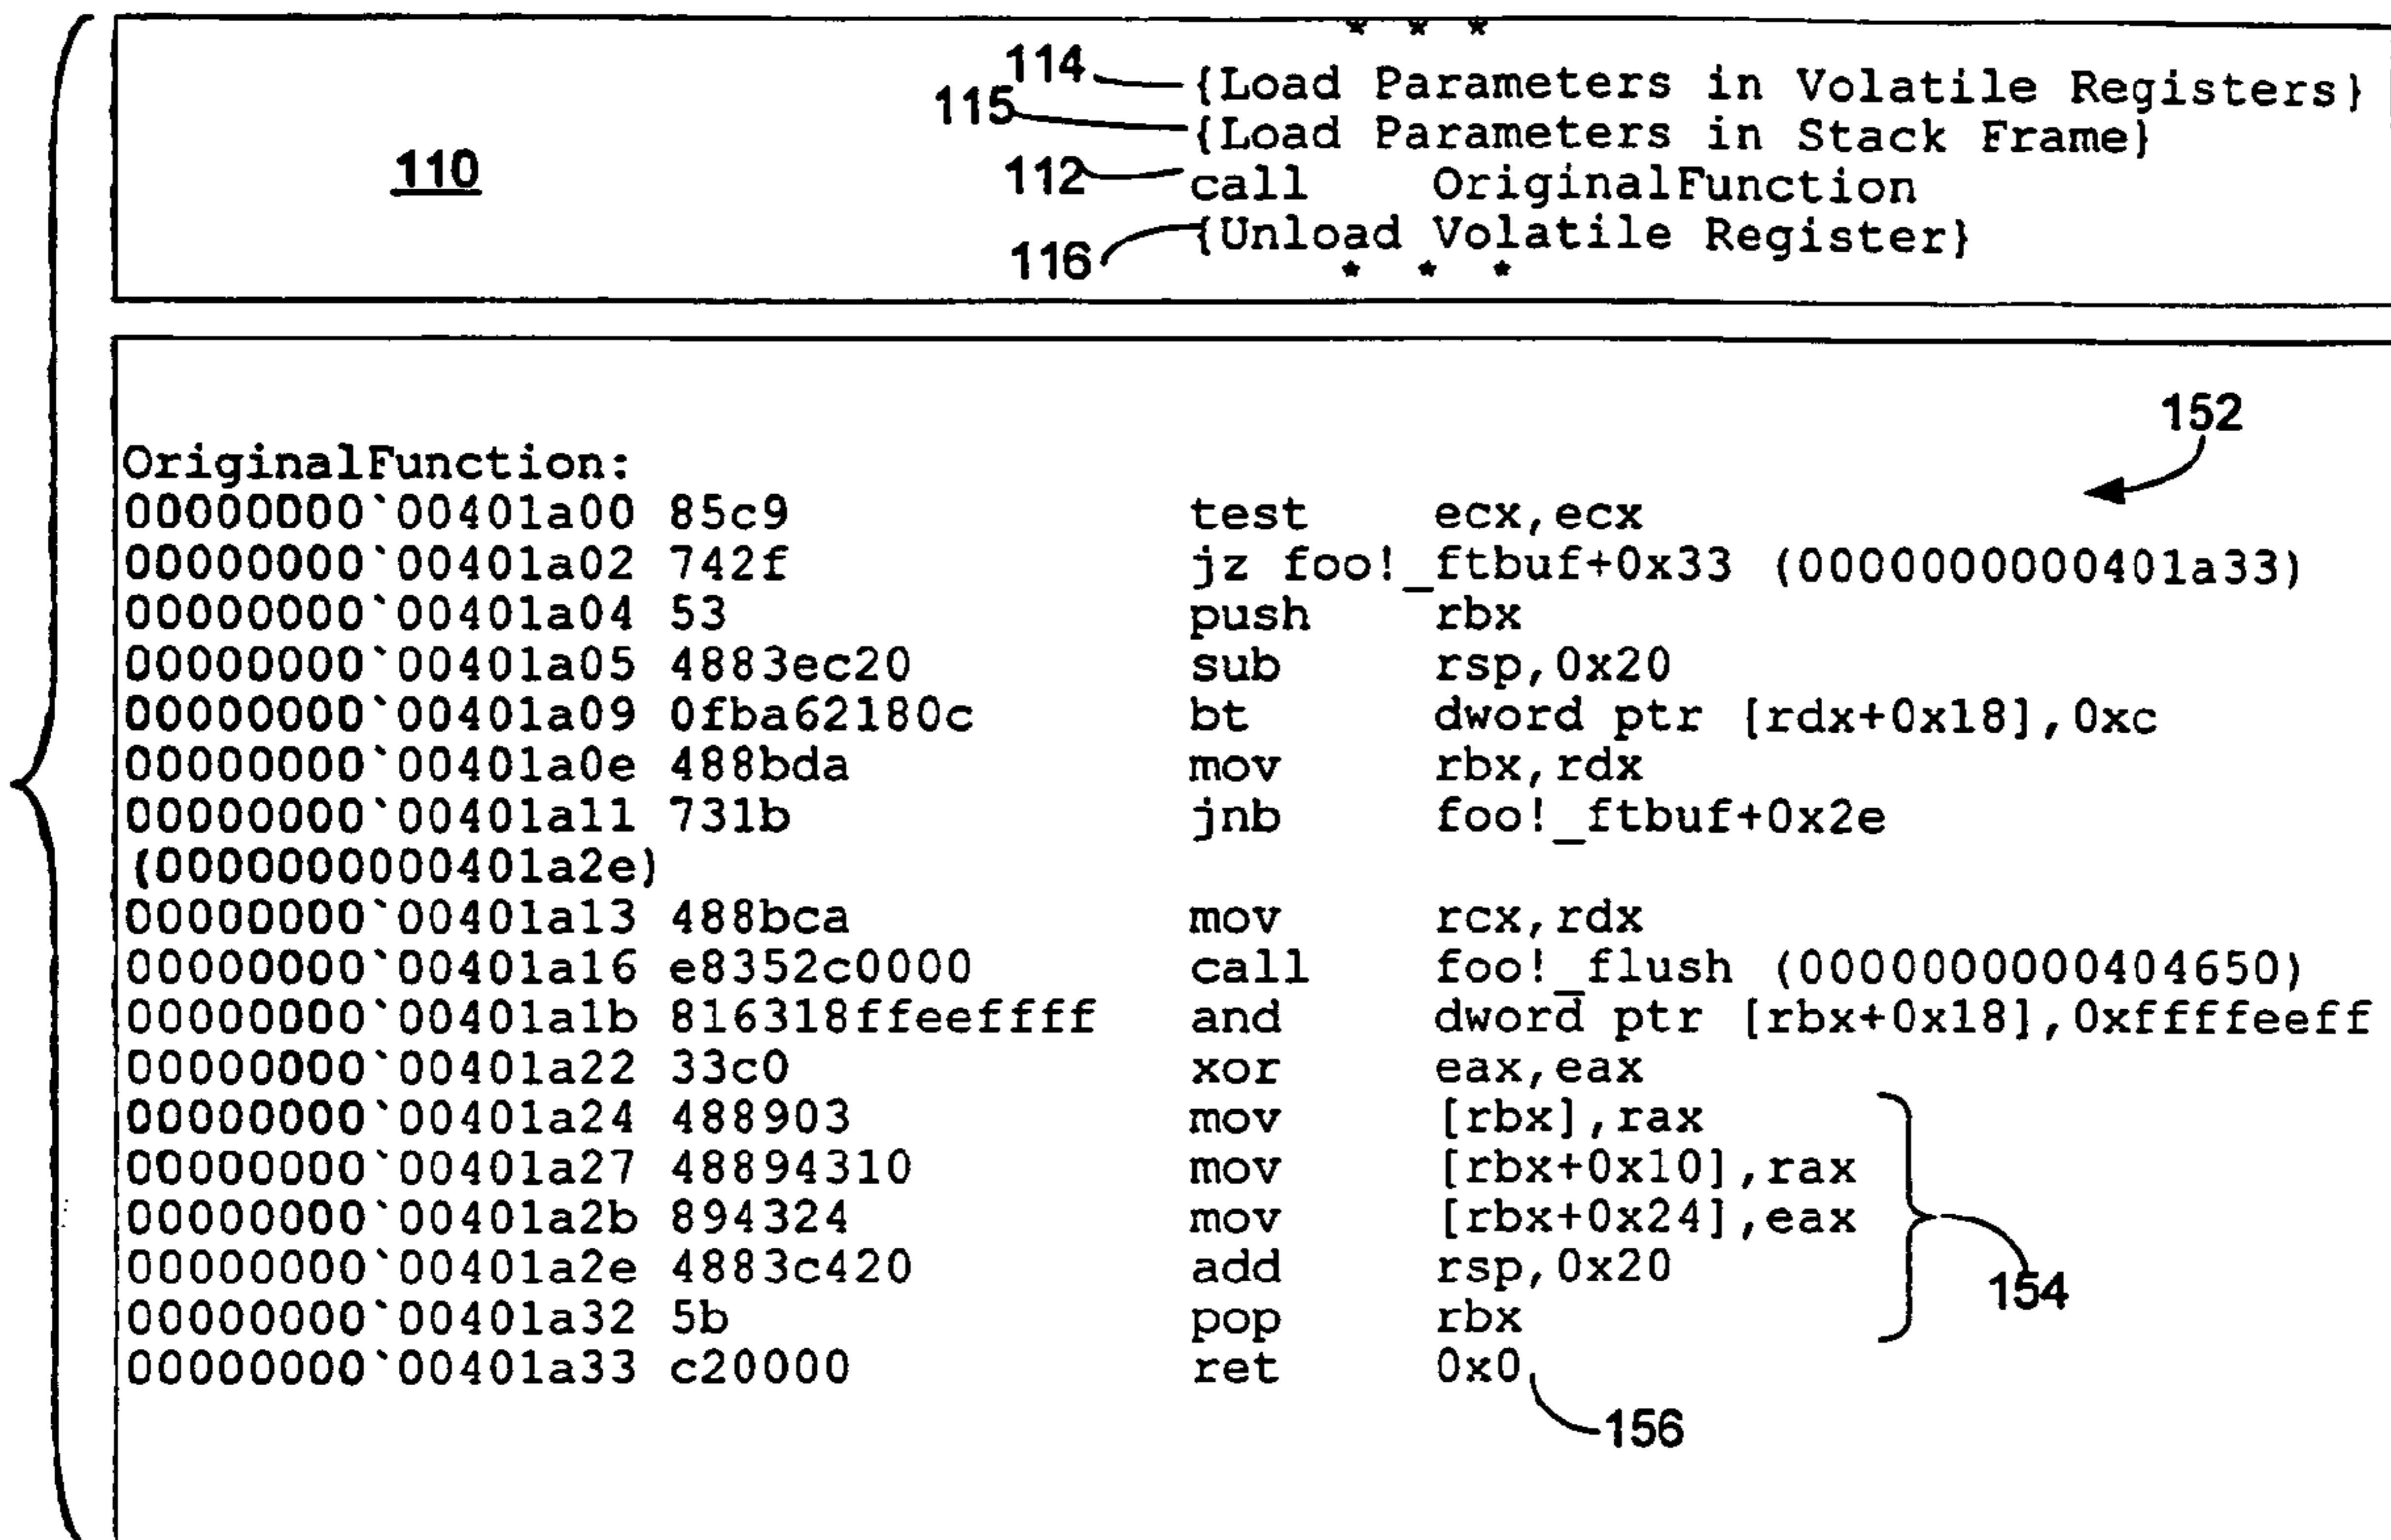 * * *
114 {Load Parameters in Volatile Registers}
115 {Load Parameters in Stack Frame}
110
112 call OriginalFunction
116 {Unload Volatile Register}
* * *
152
OriginalFunction:
00000000`00401a00 85c9 test ecx,ecx
00000000`00401a02 742f jz foo!_ftbuf+0x33 (0000000000401a33)
00000000`00401a04 53 push rbx
00000000`00401a05 4883ec20 sub rsp,0x20
00000000`00401a09 0fba62180c bt dword ptr [rdx+0x18],0xc
00000000`00401a0e 488bda mov rbx,rdx
00000000`00401a11 731b jnb foo!_ftbuf+0x2e
(0000000000401a2e)
00000000`00401a13 488bca mov rcx,rdx
00000000`00401a16 e8352c0000 call foo!_flush (0000000000404650)
00000000`00401a1b 816318ffeeffff and dword ptr [rbx+0x18],0xffffeeff
00000000`00401a22 33c0 xor eax,eax
00000000`00401a24 488903 mov [rbx],rax
00000000`00401a27 48894310 mov [rbx+0x10],rax
00000000`00401a2b 894324 mov [rbx+0x24],eax
00000000`00401a2e 4883c420 add rsp,0x20
154
00000000`00401a32 5b pop rbx
00000000`00401a33 c20000 ret 0x0
156